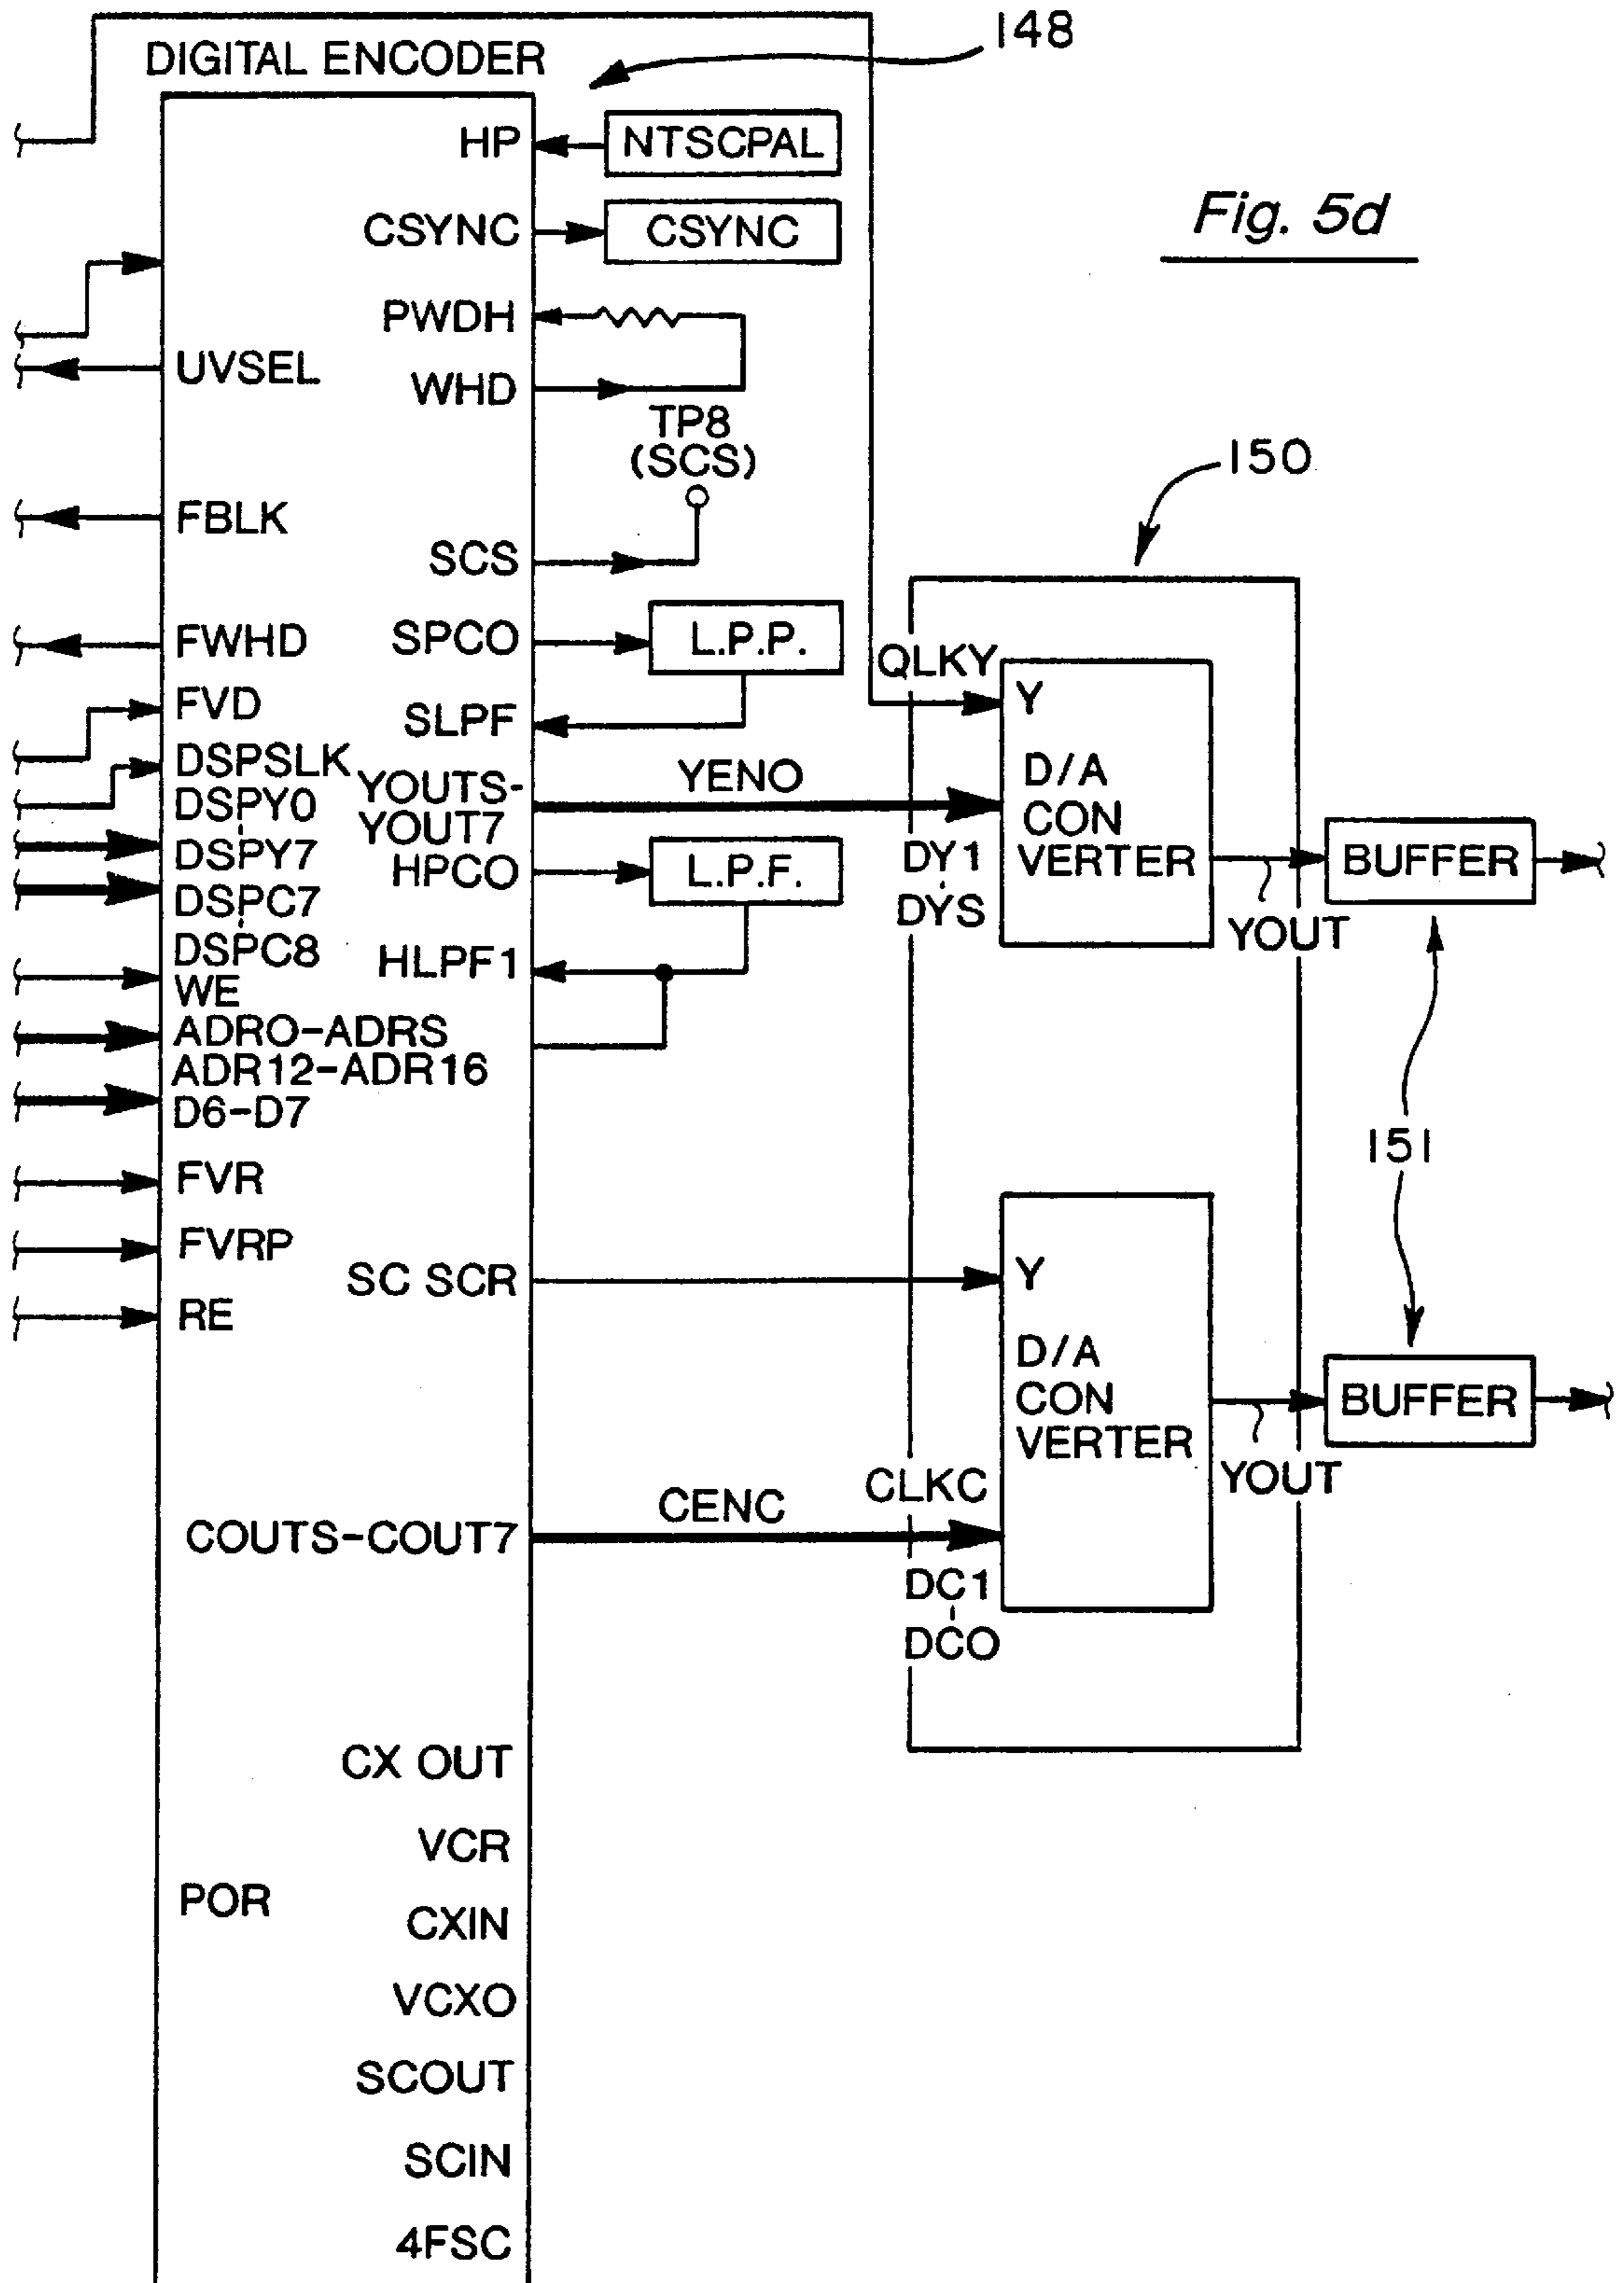 148
DIGITAL ENCODER
HP
NTSCPAL
Fig. 5d
CSYNC
CSYNC
PWDH
UVSEL
WHD
TP8
(SCS)
150
FBLK
SCS
FWHD
SPCO
L.P.P.
QLKY
Y
FVD
SLPF
DSPSLK
DSPY0
DSPY7
YOUTS-
YOUT7
YENO
D/A
CON
VERTER
DY1
DYS
BUFFER
YOUT
HPCO
L.P.F.
DSPC7
DSPC8
HLPF1
WE
ADRO-ADRS
ADR12-ADR16
D6-D7
151
FVR
FVRP
SC SCR
Y
RE
D/A
CON
VERTER
BUFFER
YOUT
CLKC
CENC
COUTS-COUT7
DC1
DCO
CX OUT
VCR
POR
CXIN
VCXO
SCOUT
SCIN
4FSC